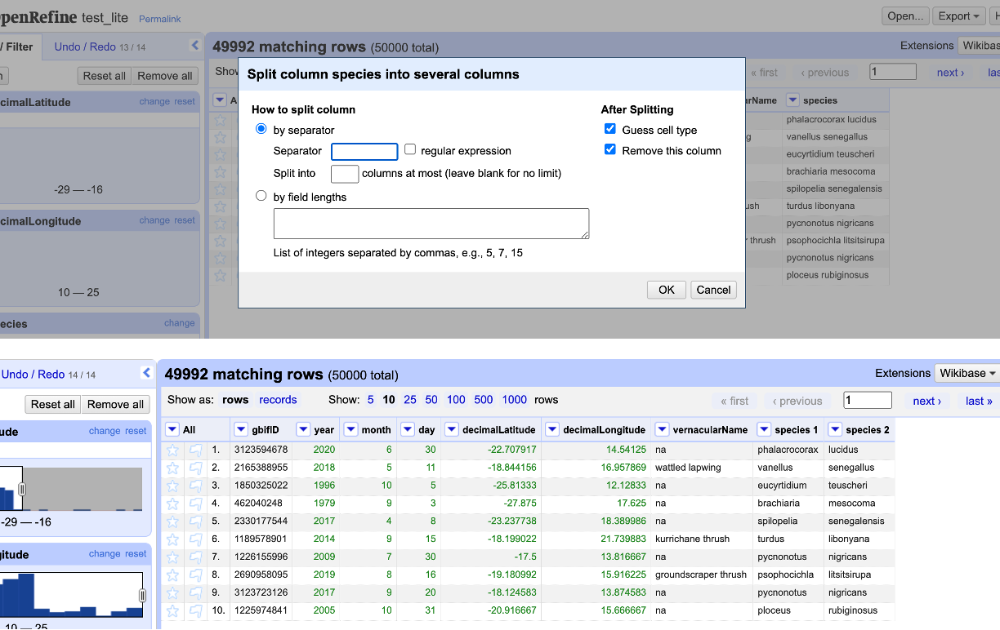 OpenRefine test_lite Permalink Open... Export
/ Filter Undo / Redo 13 / 14 49992 matching rows (50000 total) Extensions Wikibas
Reset all Remove all Show « first ‹ previous 1 next › las
Split column species into several columns
How to split column After Splitting
by separator Guess cell type
Separator regular expression Remove this column
Split into columns at most (leave blank for no limit)
by field lengths
List of integers separated by commas, e.g., 5, 7, 15
OK Cancel
cimalLatitude change reset
-29 — -16
cimalLongitude change reset
10 — 25
ecies change
rName species
phalacrocorax lucidus
g vanellus senegallus
eucyrtidium teuscheri
brachiaria mesocoma
spilopelia senegalensis
ush turdus libonyana
pycnonotus nigricans
thrush psophocichla litsitsirupa
pycnonotus nigricans
ploceus rubiginosus
Undo / Redo 14 / 14 49992 matching rows (50000 total) Extensions Wikibase
Reset all Remove all Show as: rows records Show: 5 10 25 50 100 500 1000 rows « first ‹ previous 1 next › last »
ude change reset
-29 — -16
gitude change reset
10 — 25
All gbifID year month day decimalLatitude decimalLongitude vernacularName species 1 species 2
1. 3123594678 2020 6 30 -22.707917 14.54125 na phalacrocorax lucidus
2. 2165388955 2018 5 11 -18.844156 16.957869 wattled lapwing vanellus senegallus
3. 1850325022 1996 10 5 -25.81333 12.12833 na eucyrtidium teuscheri
4. 462040248 1979 9 3 -27.875 17.625 na brachiaria mesocoma
5. 2330177544 2017 4 8 -23.237738 18.389986 na spilopelia senegalensis
6. 1189578901 2014 9 15 -18.199022 21.739883 kurrichane thrush turdus libonyana
7. 1226155996 2009 7 30 -17.5 13.816667 na pycnonotus nigricans
8. 2690958095 2019 8 16 -19.180992 15.916225 groundscraper thrush psophochichla litsitsirupa
9. 3123723126 2017 9 20 -18.124583 13.874583 na pycnonotus nigricans
10. 1225974841 2005 10 31 -20.916667 15.666667 na ploceus rubiginosus